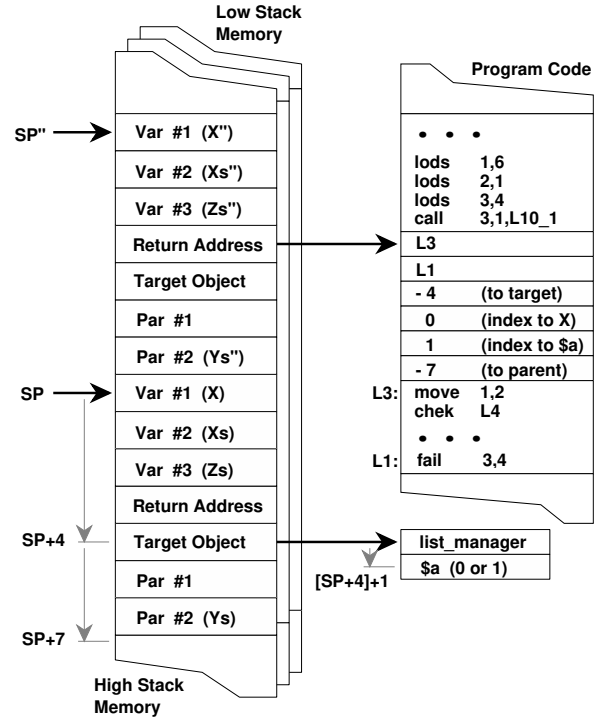 Low Stack
Memory
Program Code
SP"
Var #1 (X")
Var #2 (Xs")
Var #3 (Zs")
Return Address
Target Object
Par #1
Par #2 (Ys")
SP
Var #1 (X)
Var #2 (Xs)
Var #3 (Zs)
Return Address
SP+4
Target Object
Par #1
Par #2 (Ys)
SP+7
High Stack
Memory
• • •
lods 1,6
lods 2,1
lods 3,4
call 3,1,L10_1
L3
L1
- 4 (to target)
0 (index to X)
1 (index to $a)
- 7 (to parent)
L3: move 1,2
chek L4
• • •
L1: fail 3,4
list_manager
$a (0 or 1)
[SP+4]+1